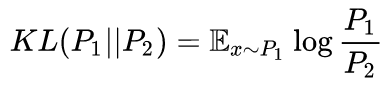 KL(P₁||P₂) = 𝔼ₓ∼P₁ log P₁/P₂